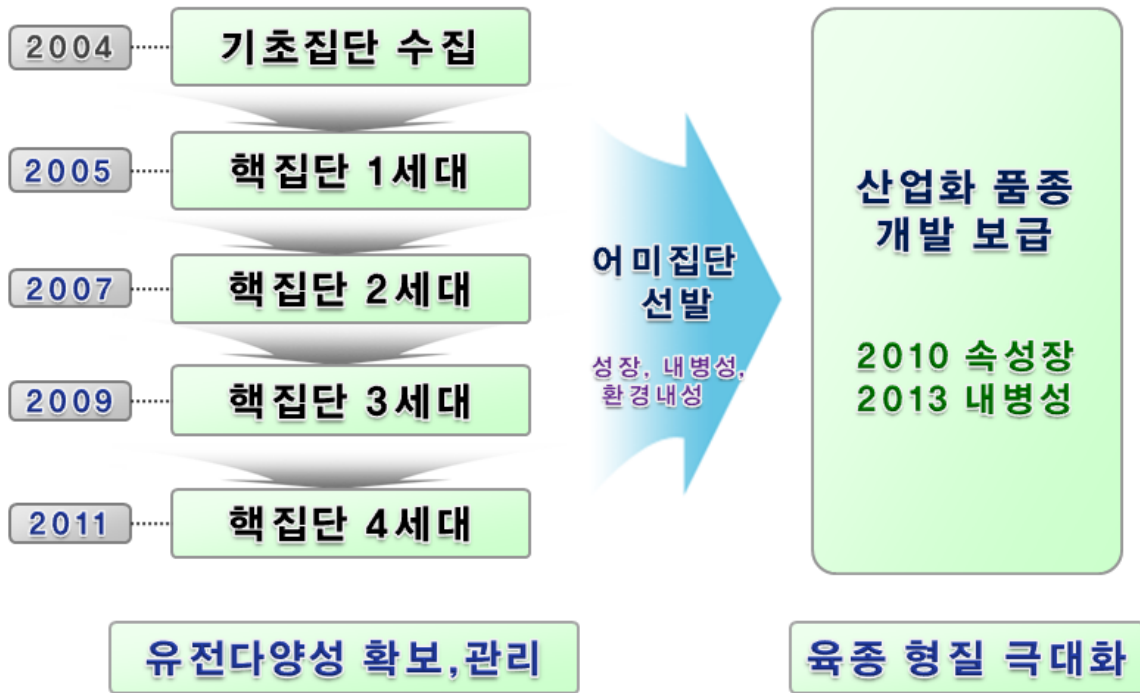 2004
기초집단 수집
2005
핵집단 1세대
2007
핵집단 2세대
2009
핵집단 3세대
2011
핵집단 4세대
어미집단
선발
성장, 내병성,
환경내성
산업화 품종
개발 보급
2010 속성장
2013 내병성
유전다양성 확보,관리
육종 형질 극대화